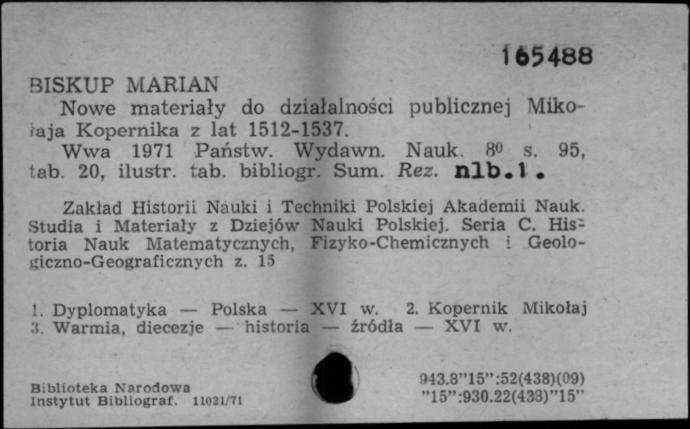 165488
BISKUP MARIAN
Nowe materiały do działalności publicznej Miko-
łaja Kopernika z lat 1512-1537.
Wwa 1971 Państw. Wydawn. Nauk. 8⁰ s. 95,
tab. 20, ilustr. tab. bibliogr. Sum. Rez. nlb.1.
Zakład Historii Nauki i Techniki Polskiej Akademii Nauk.
Studia i Materiały z Dziejów Nauki Polskiej. Seria C. His-
toria Nauk Matematycznych, Fizyko-Chemicznych i Geolo-
giczno-Geograficznych z. 15
1. Dyplomatyka — Polska — XVI w. 2. Kopernik Mikołaj
3. Warmia, diecezje — historia — źródła — XVI w.
Biblioteka Narodowa
Instytut Bibliograf. 11021/71
943.8"15":52(438)(09)
"15":930.22(438)"15"